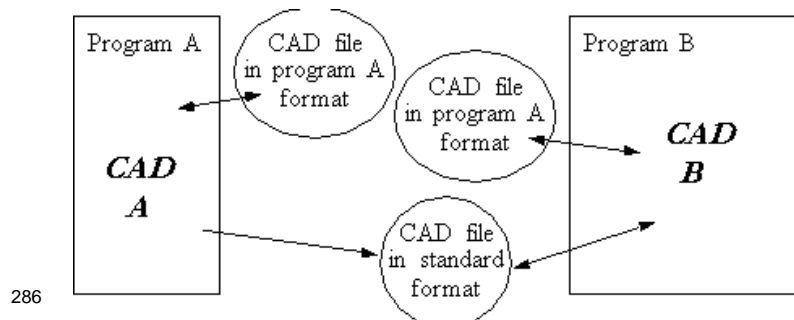 Program A
CAD file
in program A
format
CAD file
in program A
format
Program B
CAD
A
CAD
B
CAD file
in standard
format
286